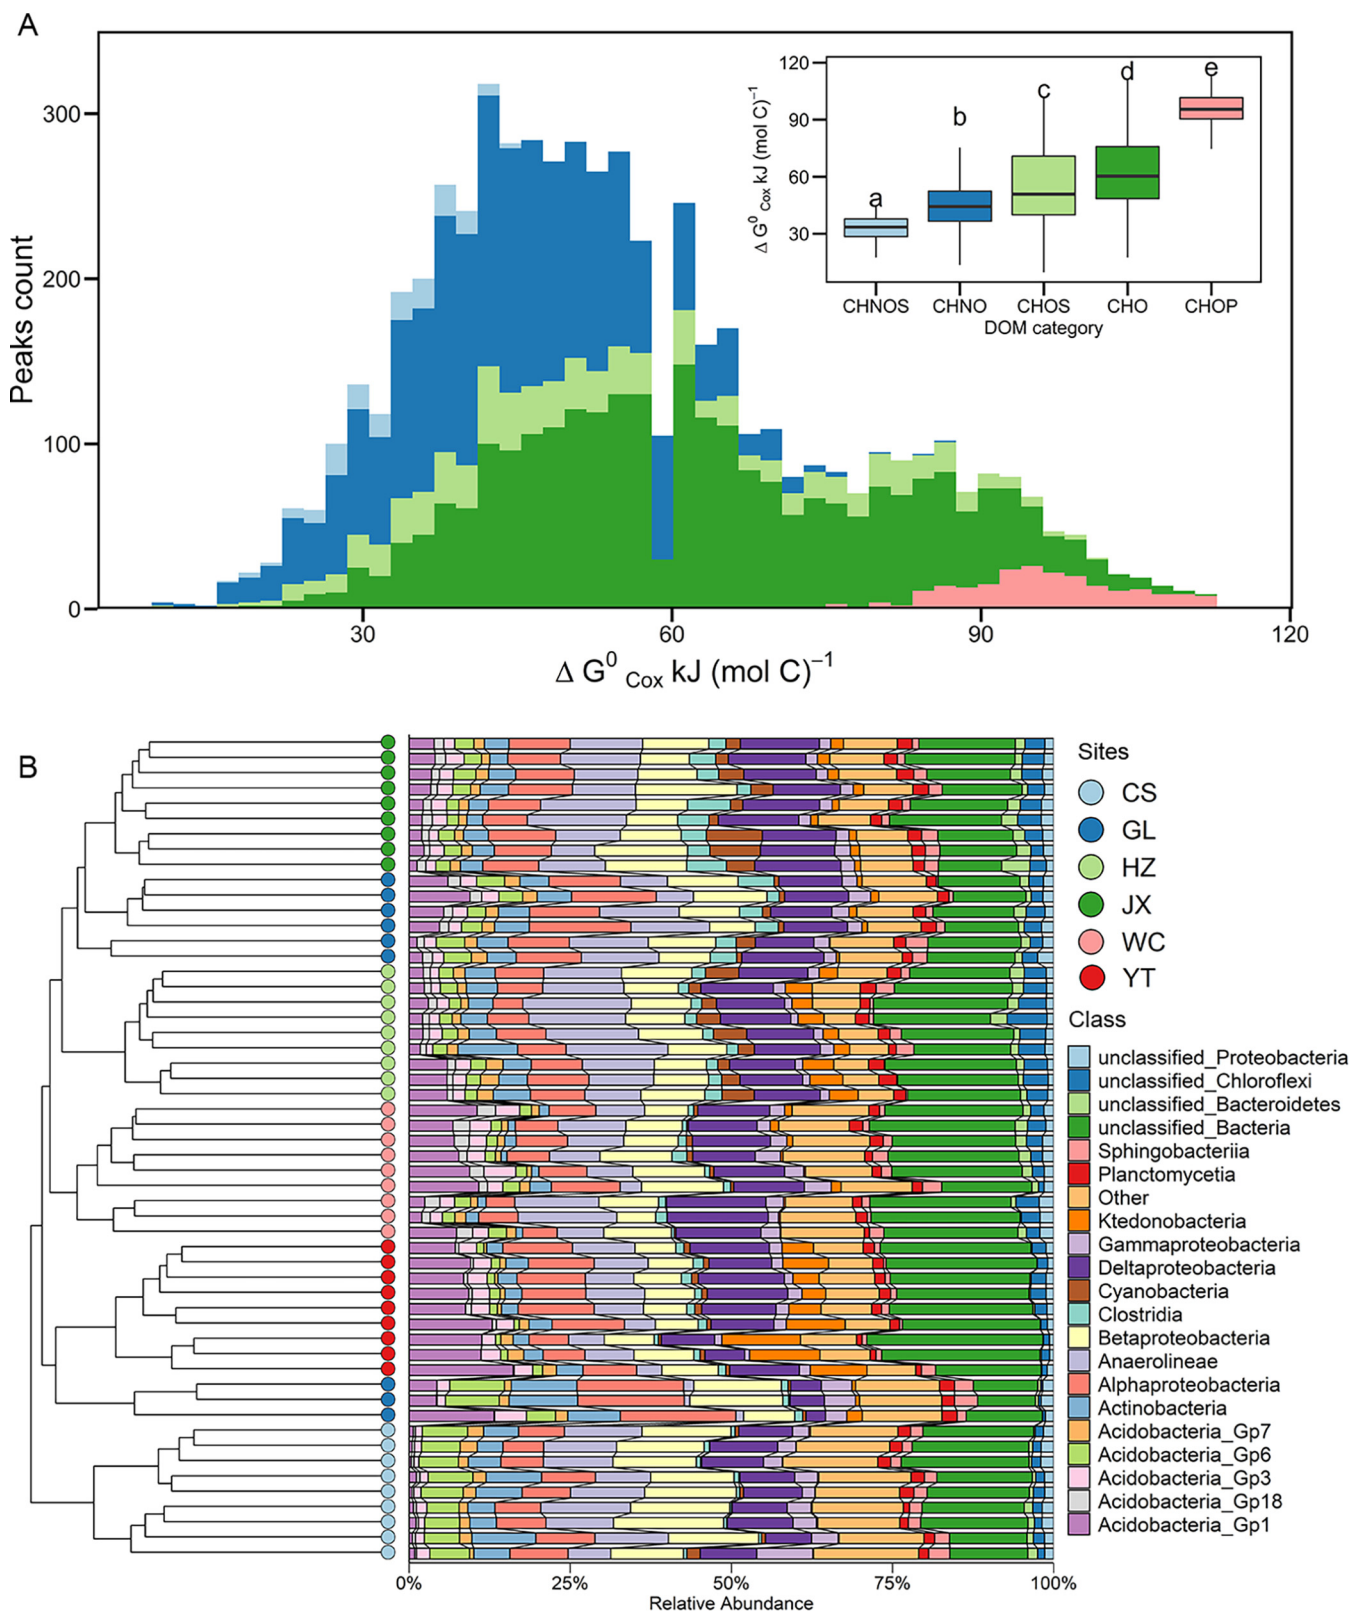 A
300
200
100
0
Peaks count
30
60
90
120
Δ G⁰ Cox kJ (mol C)⁻¹
120
90
60
30
Δ G⁰ Cox kJ (mol C)⁻¹
a
b
c
d
e
CHNOS
CHNO
CHOS
CHO
CHOP
DOM category
B
Sites
CS
GL
HZ
JX
WC
YT
Class
unclassified_Proteobacteria
unclassified_Chloroflexi
unclassified_Bacteroidetes
unclassified_Bacteria
Sphingobacteriia
Planctomycetia
Other
Ktedonobacteria
Gammaproteobacteria
Deltaproteobacteria
Cyanobacteria
Clostridia
Betaproteobacteria
Anaerolineae
Alphaproteobacteria
Actinobacteria
Acidobacteria_Gp7
Acidobacteria_Gp6
Acidobacteria_Gp3
Acidobacteria_Gp18
Acidobacteria_Gp1
0%
25%
50%
75%
100%
Relative Abundance